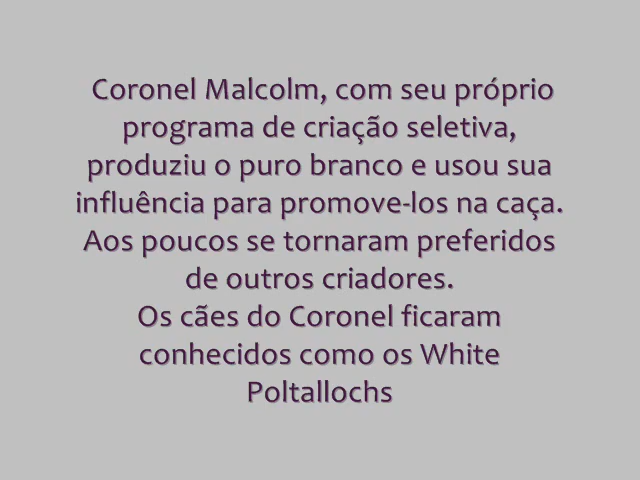 Coronel Malcolm, com seu próprio
programa de criação seletiva,
produziu o puro branco e usou sua
influência para promove-los na caça.
Aos poucos se tornaram preferidos
de outros criadores.
Os cães do Coronel ficaram
conhecidos como os White
Poltallochs